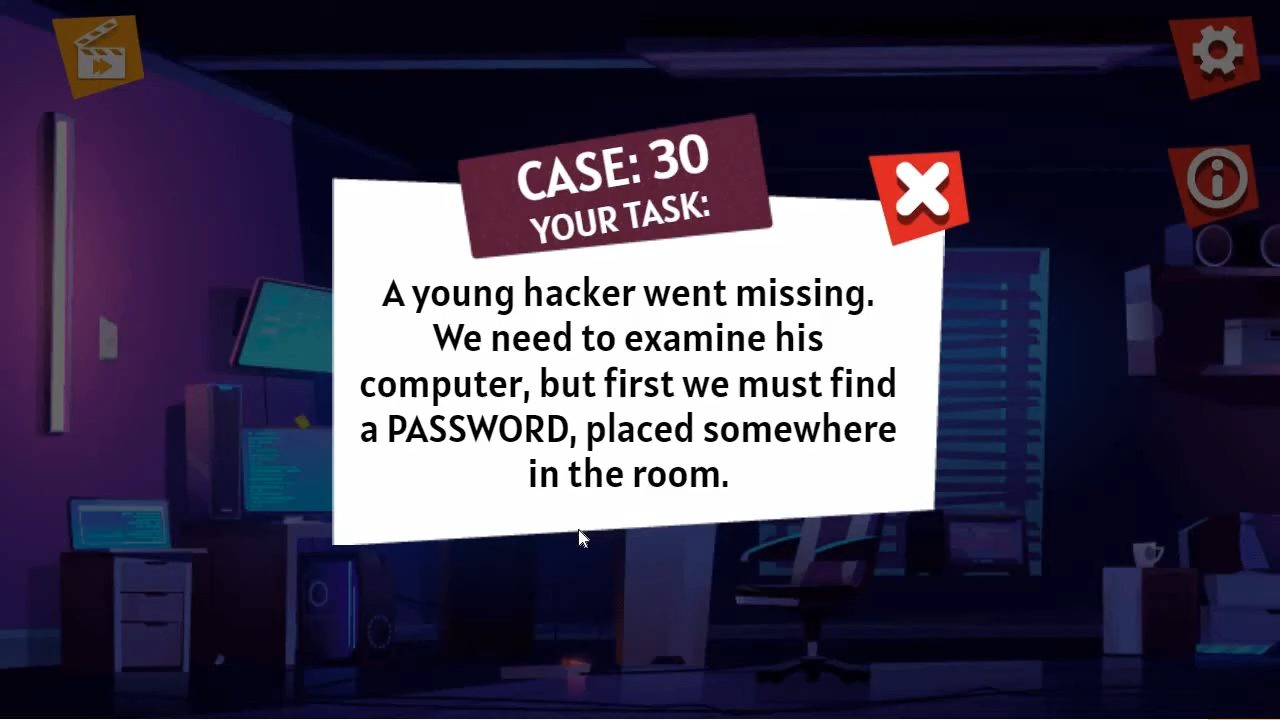 CASE: 30
YOUR TASK:
A young hacker went missing.
We need to examine his
computer, but first we must find
a PASSWORD, placed somewhere
in the room.